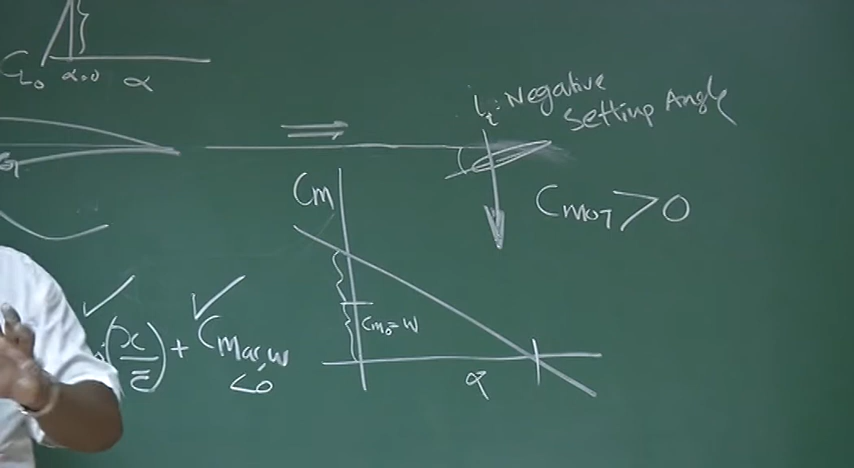 C_L0 α=0 α
i_t: Negative
Setting Angle
Cm
C_m0T > 0
C_m0 = W
(x/c̄) + C_mac,w
< 0
α